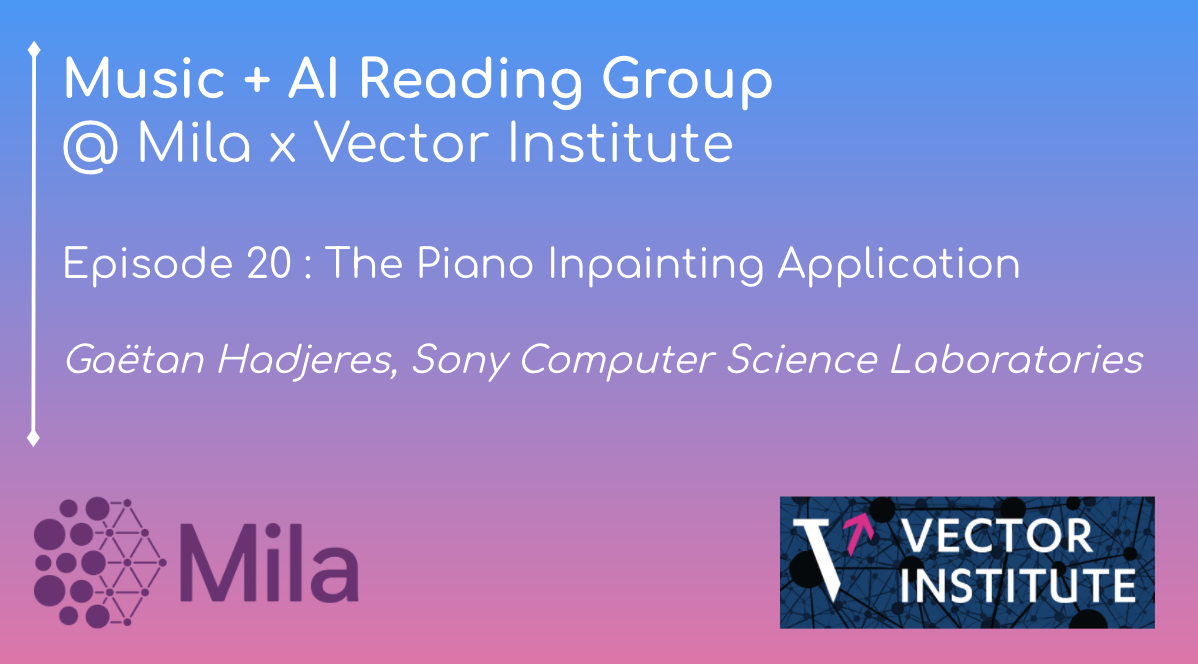 Music + AI Reading Group
@ Mila x Vector Institute
Episode 20 : The Piano Inpainting Application
Gaëtan Hadjeres, Sony Computer Science Laboratories
Mila
VECTOR
INSTITUTE